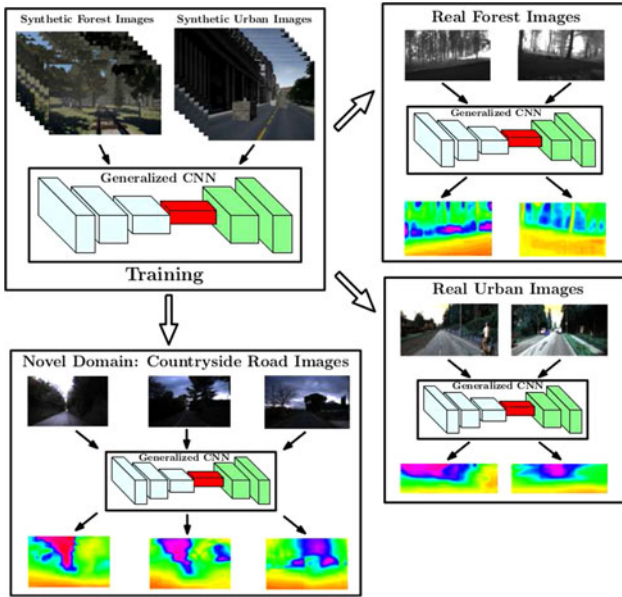 Synthetic Forest Images
Synthetic Urban Images
Generalized CNN
Training
Real Forest Images
Generalized CNN
Real Urban Images
Generalized CNN
Novel Domain: Countryside Road Images
Generalized CNN